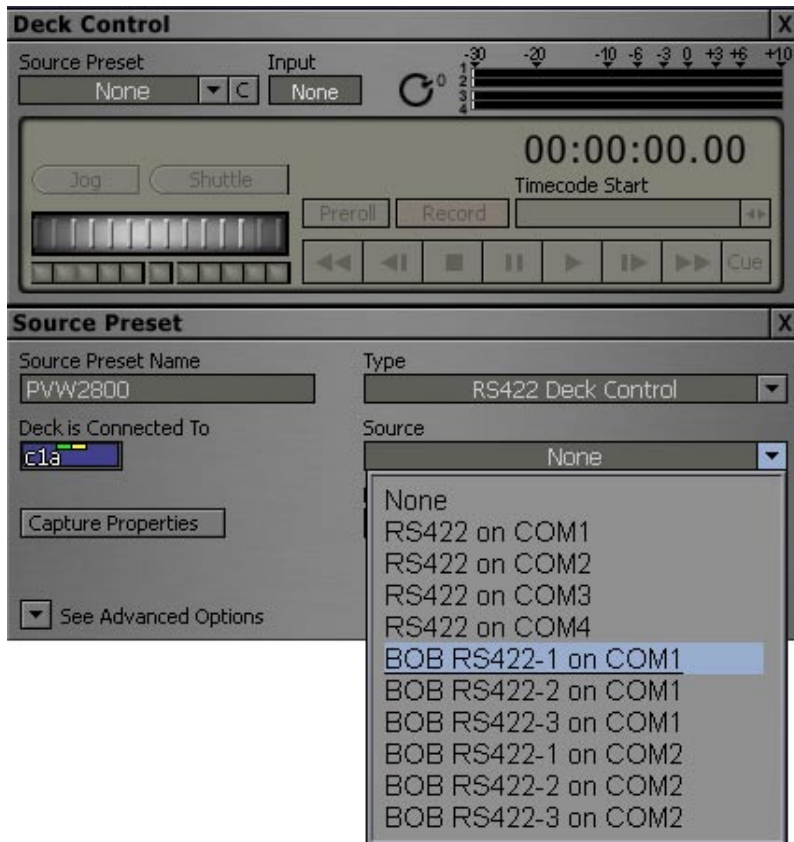 Deck Control X
Source Preset Input
None C None
0
-30 -20 -10 -6 -3 0 +3 +6 +10
1
2
3
4
00:00:00.00
Jog Shuttle Timecode Start
Preroll Record
Cue
Source Preset X
Source Preset Name Type
PVW2800 RS422 Deck Control
Deck is Connected To Source
c1a None
Capture Properties
See Advanced Options
None
RS422 on COM1
RS422 on COM2
RS422 on COM3
RS422 on COM4
BOB RS422-1 on COM1
BOB RS422-2 on COM1
BOB RS422-3 on COM1
BOB RS422-1 on COM2
BOB RS422-2 on COM2
BOB RS422-3 on COM2